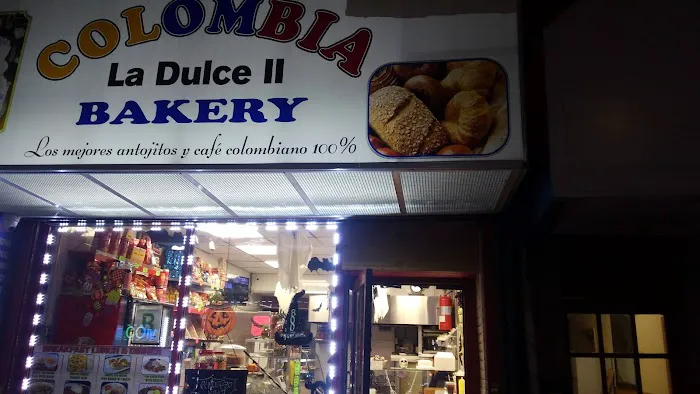 COLOMBIA
La Dulce II
BAKERY
Los mejores antojitos y café colombiano 100%